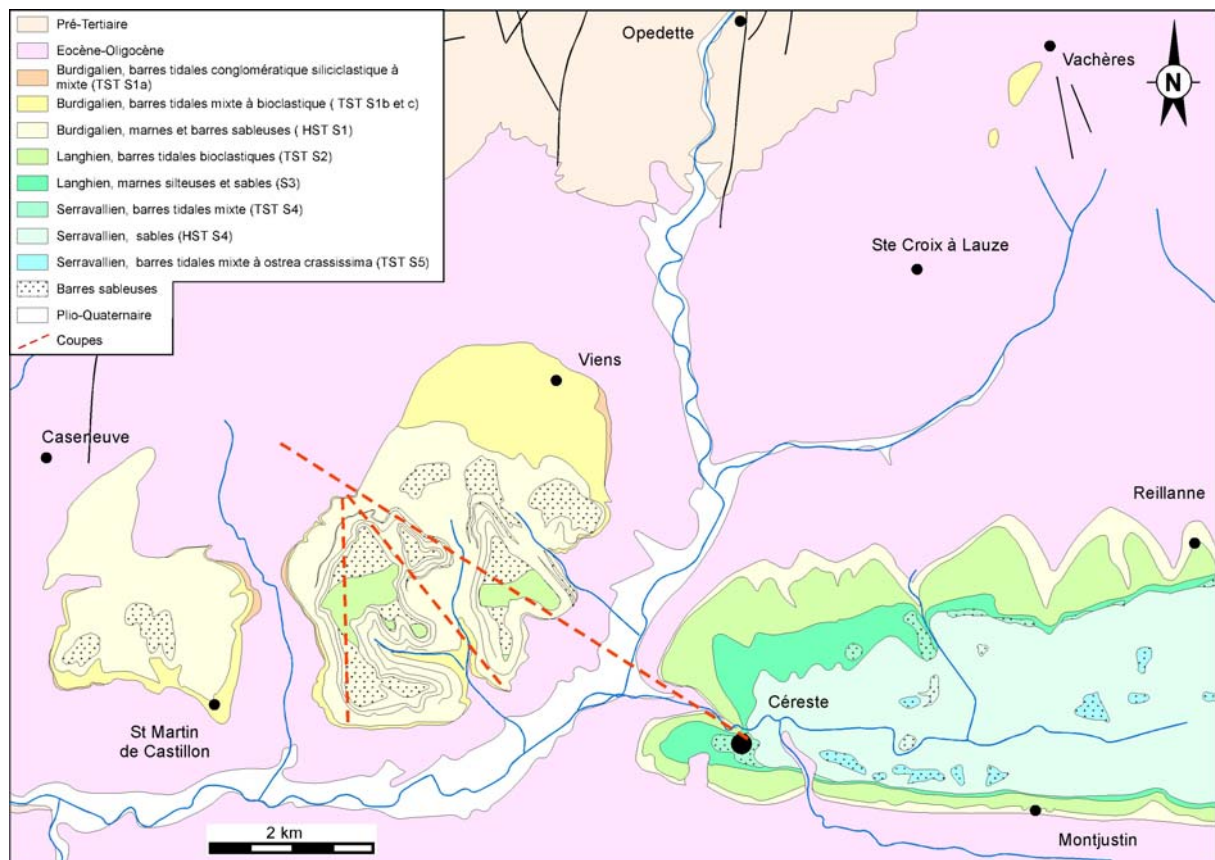 Pré-Tertiaire
Eocène-Oligocène
Burdigalien, barres tidales conglomératique siliciclastique à
mixte (TST S1a)
Burdigalien, barres tidales mixte à bioclastique ( TST S1b et c)
Burdigalien, marnes et barres sableuses ( HST S1)
Langhien, barres tidales bioclastiques (TST S2)
Langhien, marnes silteuses et sables (S3)
Serravallien, barres tidales mixte (TST S4)
Serravallien, sables (HST S4)
Serravallien, barres tidales mixte à ostrea crassissima (TST S5)
Barres sableuses
Plio-Quaternaire
Coupes
Opedette
Vachères
N
Ste Croix à Lauze
Viens
Caseneuve
Reillanne
St Martin
de Castillon
Céreste
Montjustin
2 km